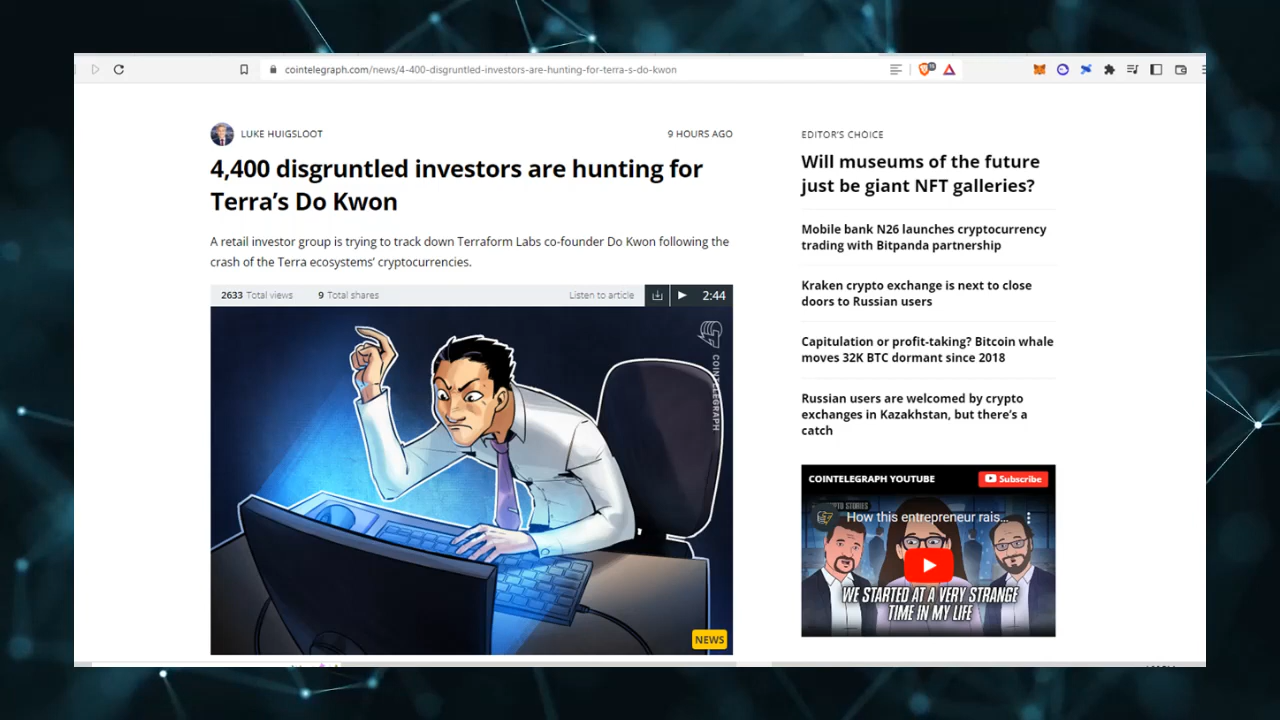 cointelegraph.com/news/4-400-disgruntled-investors-are-hunting-for-terra-s-do-kwon
LUKE HUIGSLOOT
9 HOURS AGO
4,400 disgruntled investors are hunting for
Terra's Do Kwon
A retail investor group is trying to track down Terraform Labs co-founder Do Kwon following the
crash of the Terra ecosystems' cryptocurrencies.
2633 Total views
9 Total shares
Listen to article
2:44
COINTELEGRAPH
NEWS
EDITOR'S CHOICE
Will museums of the future
just be giant NFT galleries?
Mobile bank N26 launches cryptocurrency
trading with Bitpanda partnership
Kraken crypto exchange is next to close
doors to Russian users
Capitulation or profit-taking? Bitcoin whale
moves 32K BTC dormant since 2018
Russian users are welcomed by crypto
exchanges in Kazakhstan, but there's a
catch
COINTELEGRAPH YOUTUBE
Subscribe
STORIES
How this entrepreneur rais...
WE STARTED AT A VERY STRANGE
TIME IN MY LIFE